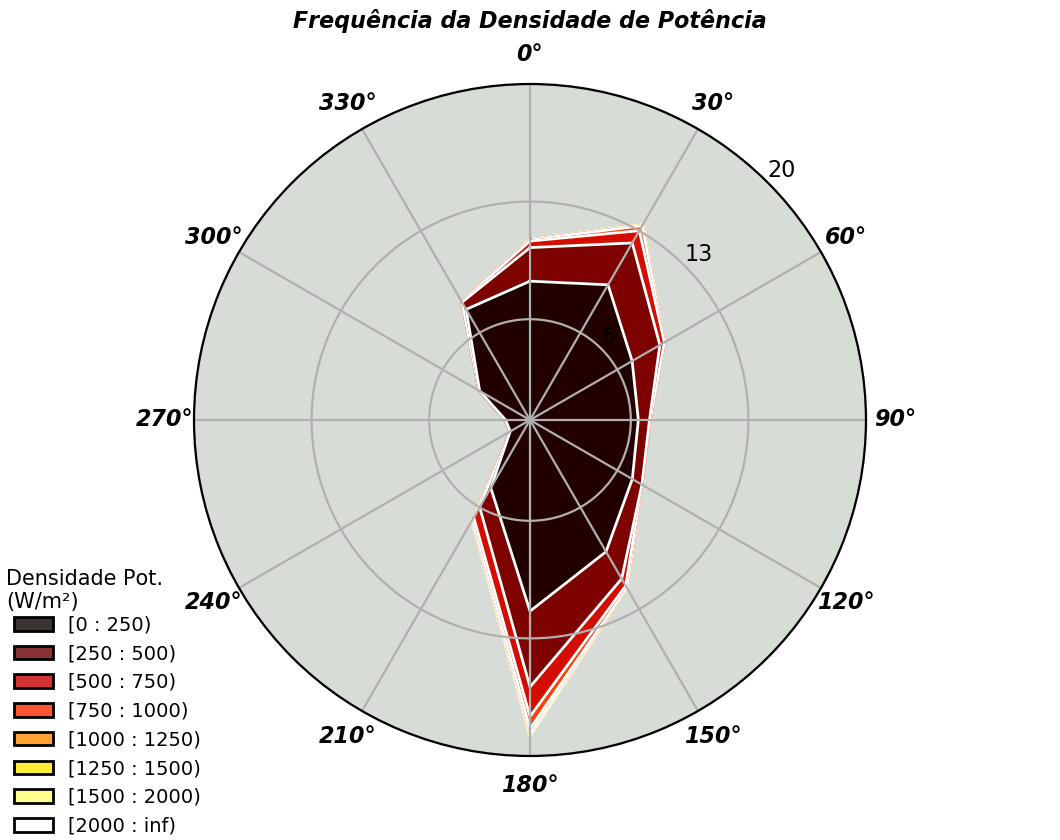 Frequência da Densidade de Potência
0°
330°
30°
20
300°
60°
13
6
270°
90°
240°
120°
210°
150°
180°
Densidade Pot.
(W/m²)
[0 : 250)
[250 : 500)
[500 : 750)
[750 : 1000)
[1000 : 1250)
[1250 : 1500)
[1500 : 2000)
[2000 : inf)